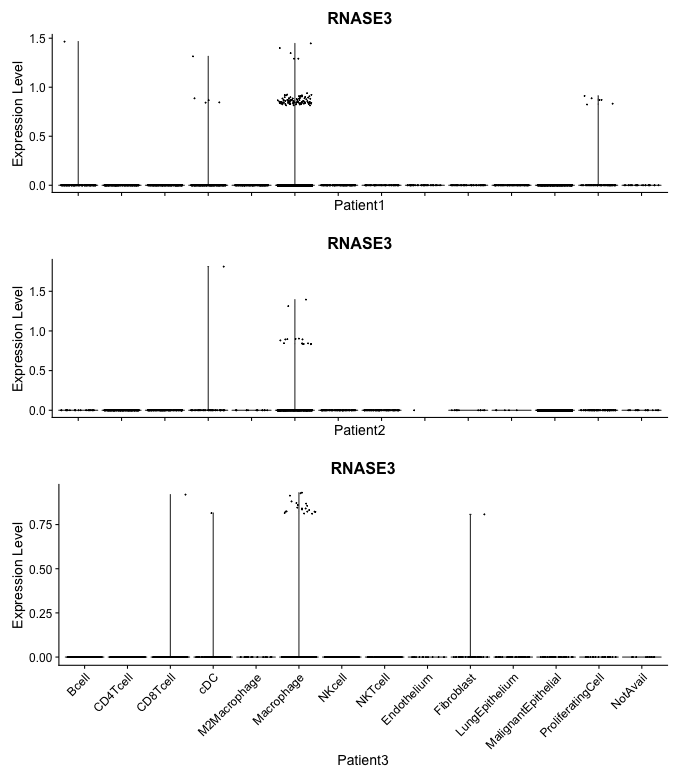 RNASE3
Expression Level
1.5
1.0
0.5
0.0
Patient1
RNASE3
Expression Level
1.5
1.0
0.5
0.0
Patient2
RNASE3
Expression Level
0.75
0.50
0.25
0.00
Bcell
CD4Tcell
CD8Tcell
cDC
M2Macrophage
Macrophage
NKcell
NKTcell
Endothelium
Fibroblast
LungEpithelium
MalignantEpithelial
ProliferatingCell
NotAvail
Patient3